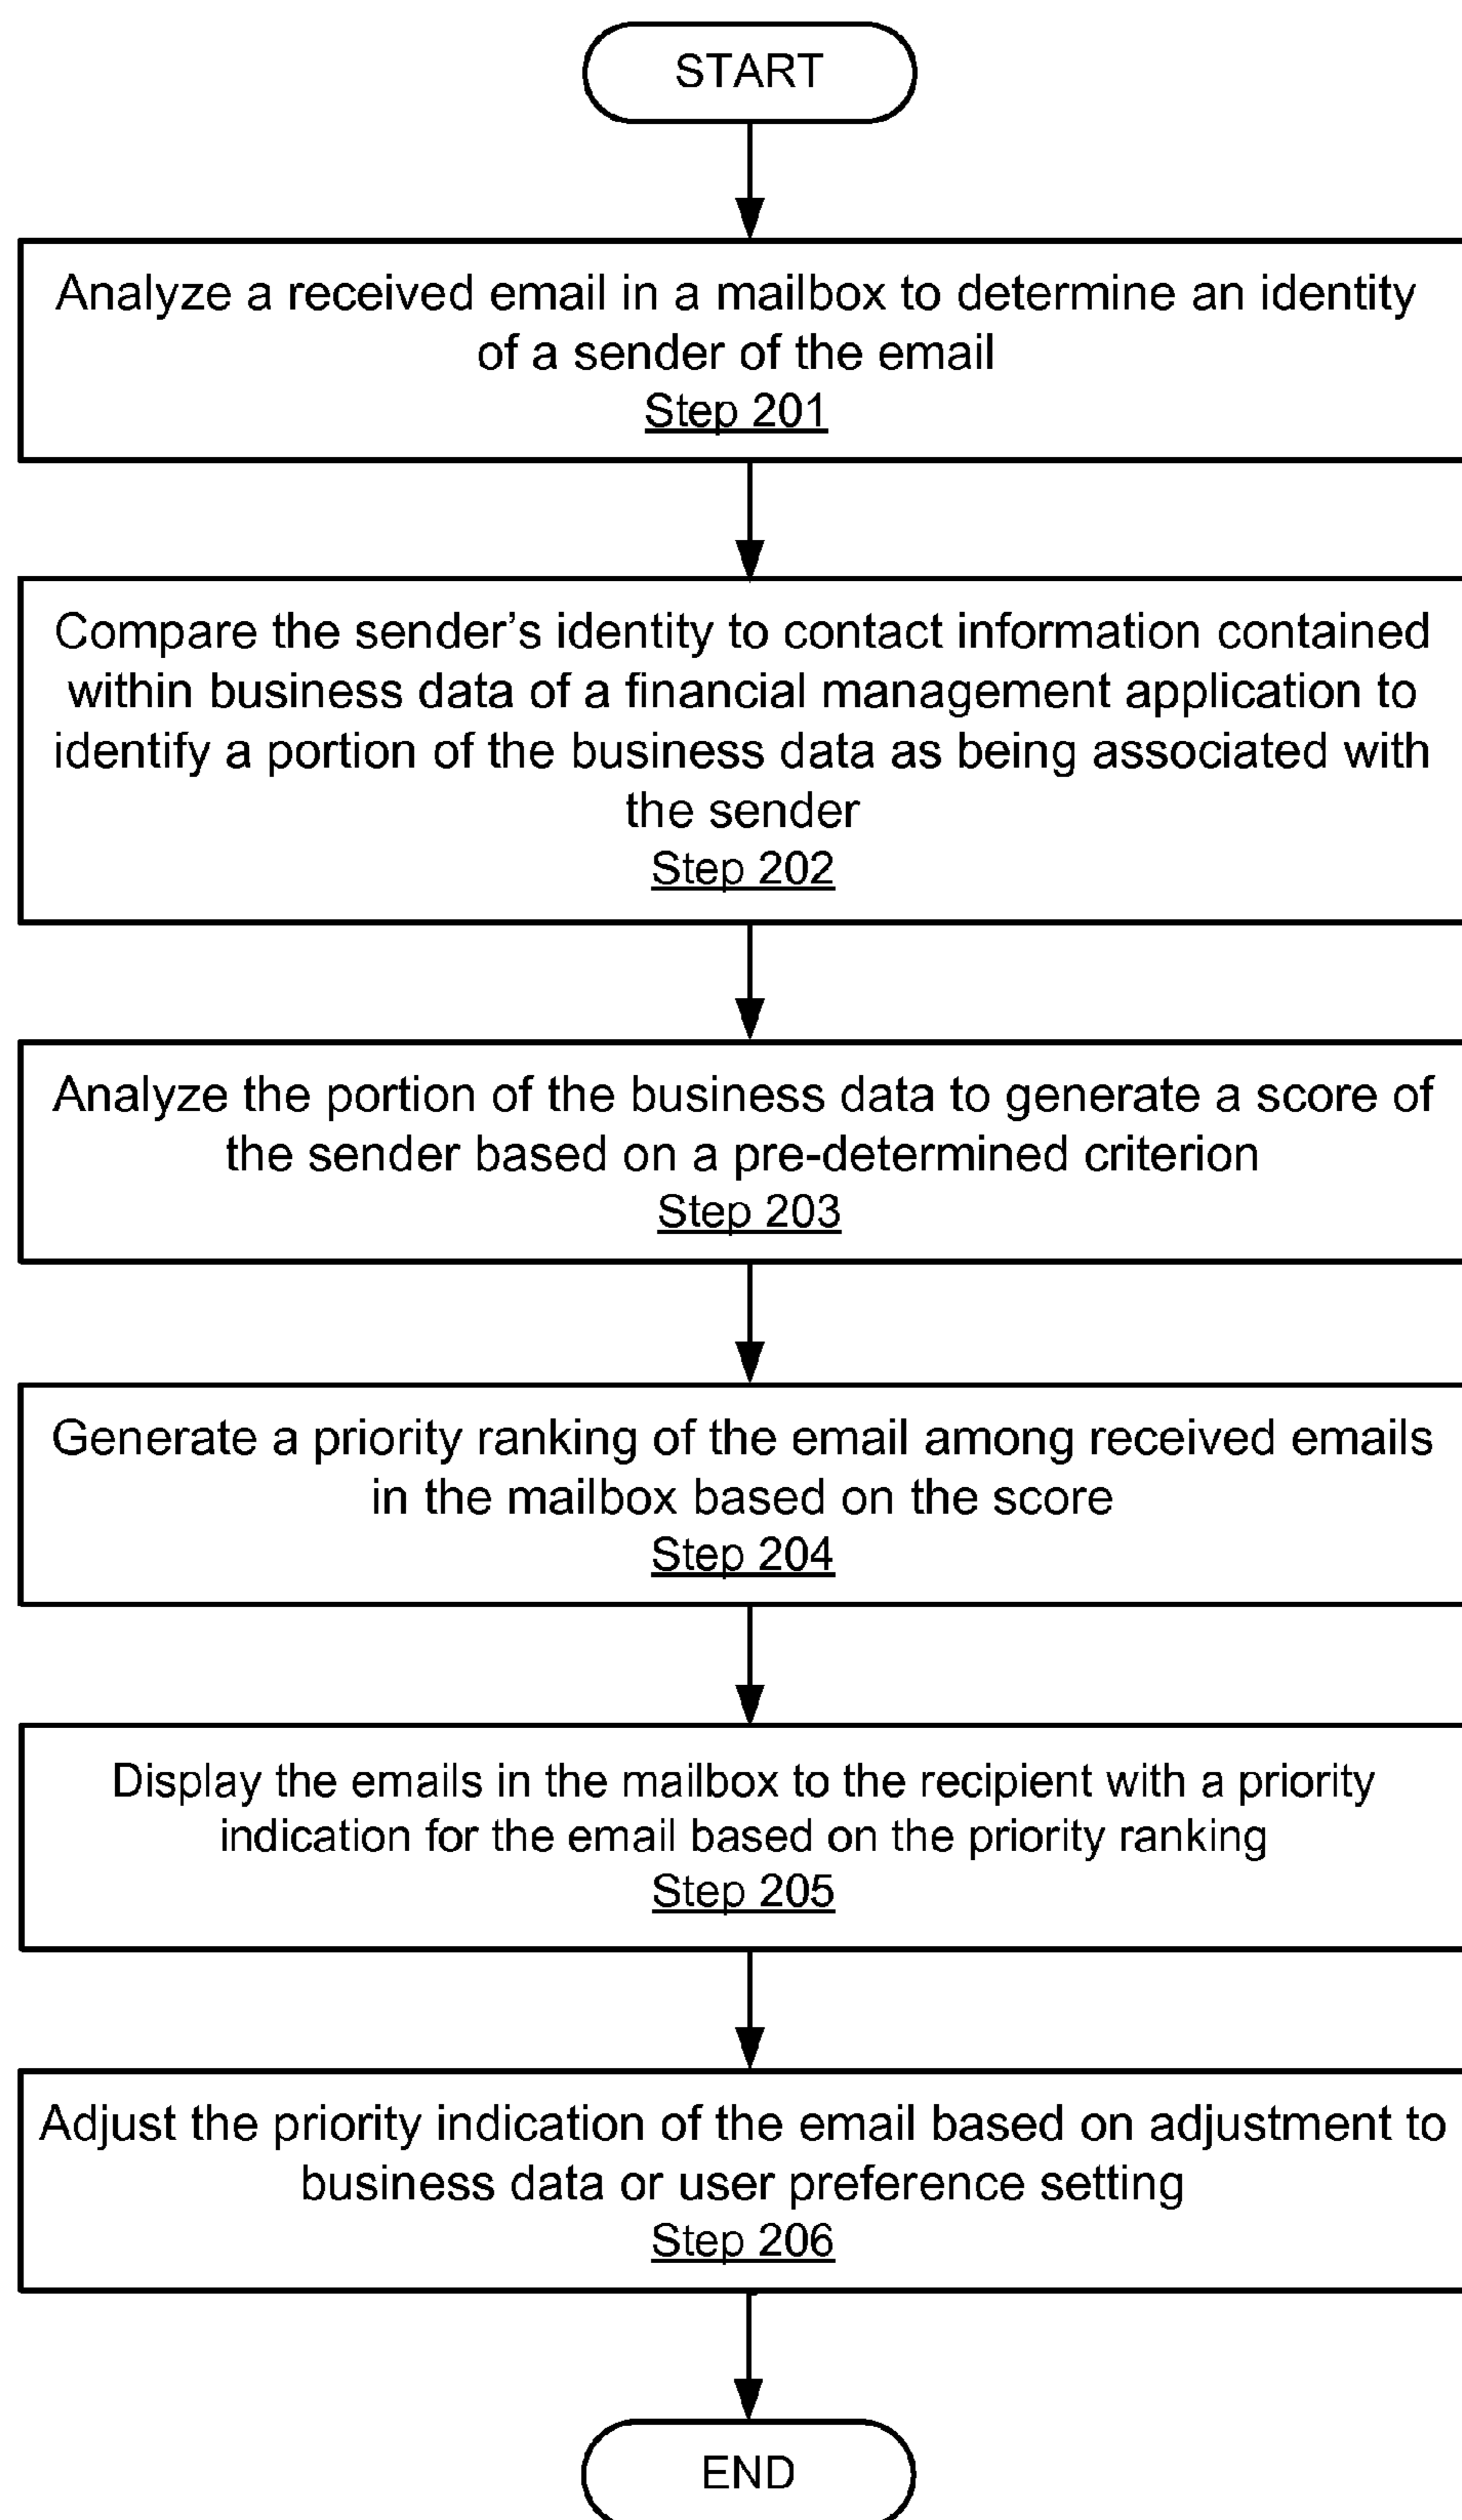 START
Analyze a received email in a mailbox to determine an identity
of a sender of the email
Step 201
Compare the sender’s identity to contact information contained
within business data of a financial management application to
identify a portion of the business data as being associated with
the sender
Step 202
Analyze the portion of the business data to generate a score of
the sender based on a pre-determined criterion
Step 203
Generate a priority ranking of the email among received emails
in the mailbox based on the score
Step 204
Display the emails in the mailbox to the recipient with a priority
indication for the email based on the priority ranking
Step 205
Adjust the priority indication of the email based on adjustment to
business data or user preference setting
Step 206
END